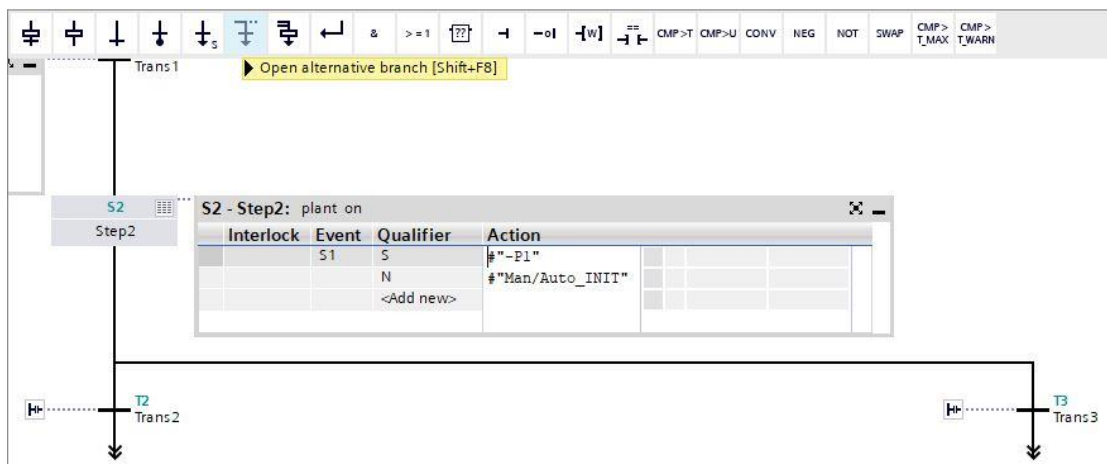 S & >=1 ?? [W] == CMP>T CMP>U CONV NEG NOT SWAP CMP> T_MAX CMP> T_WARN
Trans1
Open alternative branch [Shift+F8]
S2
Step2
S2 - Step2: plant on
Interlock Event Qualifier Action
S1 S #"-P1"
N #"Man/Auto_INIT"
<Add new>
T2
Trans2
T3
Trans3